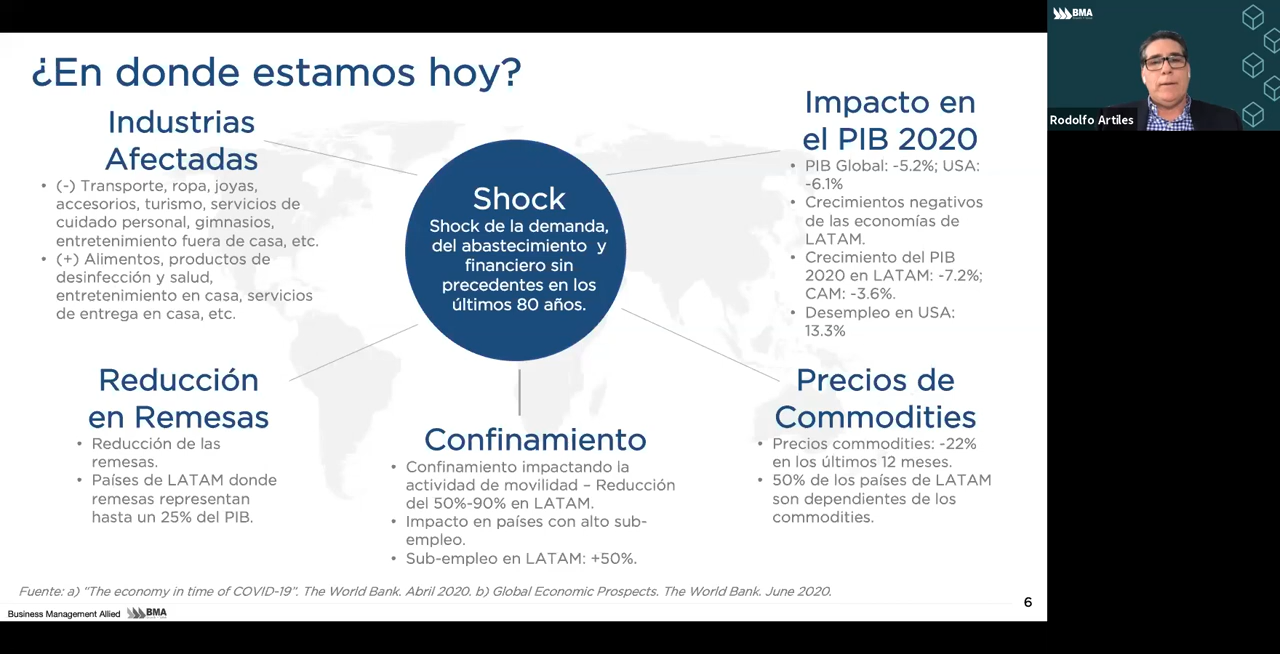 ¿En donde estamos hoy?
Industrias
Afectadas
• (-) Transporte, ropa, joyas,
accesorios, turismo, servicios de
cuidado personal, gimnasios,
entretenimiento fuera de casa, etc.
• (+) Alimentos, productos de
desinfección y salud,
entretenimiento en casa, servicios
de entrega en casa, etc.
Shock
Shock de la demanda,
del abastecimiento y
financiero sin
precedentes en los
últimos 80 años.
Impacto en
el PIB 2020
• PIB Global: -5.2%; USA:
-6.1%
• Crecimientos negativos
de las economías de
LATAM.
• Crecimiento del PIB
2020 en LATAM: -7.2%;
CAM: -3.6%.
• Desempleo en USA:
13.3%
Reducción
en Remesas
• Reducción de las
remesas.
• Países de LATAM donde
remesas representan
hasta un 25% del PIB.
Confinamiento
• Confinamiento impactando la
actividad de movilidad – Reducción
del 50%-90% en LATAM.
• Impacto en países con alto sub-
empleo.
• Sub-empleo en LATAM: +50%.
Precios de
Commodities
• Precios commodities: -22%
en los últimos 12 meses.
• 50% de los países de LATAM
son dependientes de los
commodities.
Fuente: a) “The economy in time of COVID-19”. The World Bank. Abril 2020. b) Global Economic Prospects. The World Bank. June 2020.
Business Management Allied BMA
6
BMA
Rodolfo Artiles